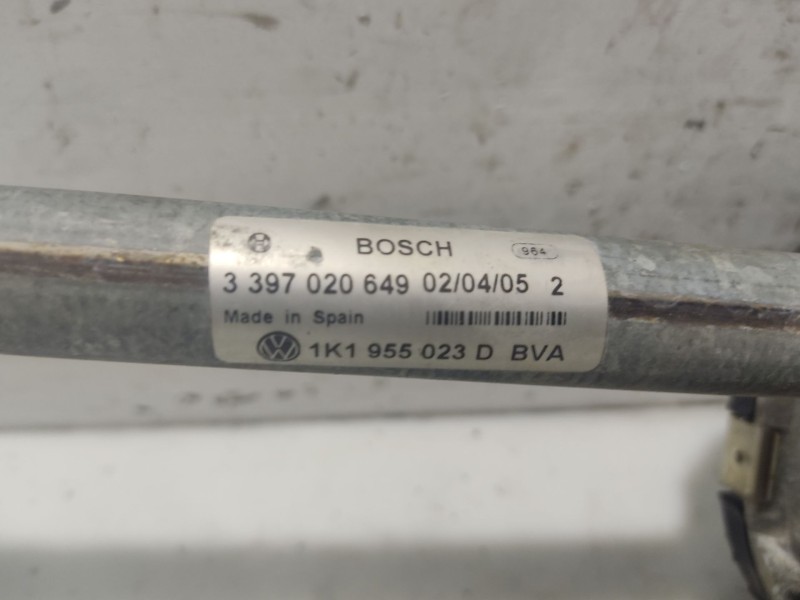 BOSCH 964
3 397 020 649 02/04/05 2
Made in Spain
1K1 955 023 D BVA